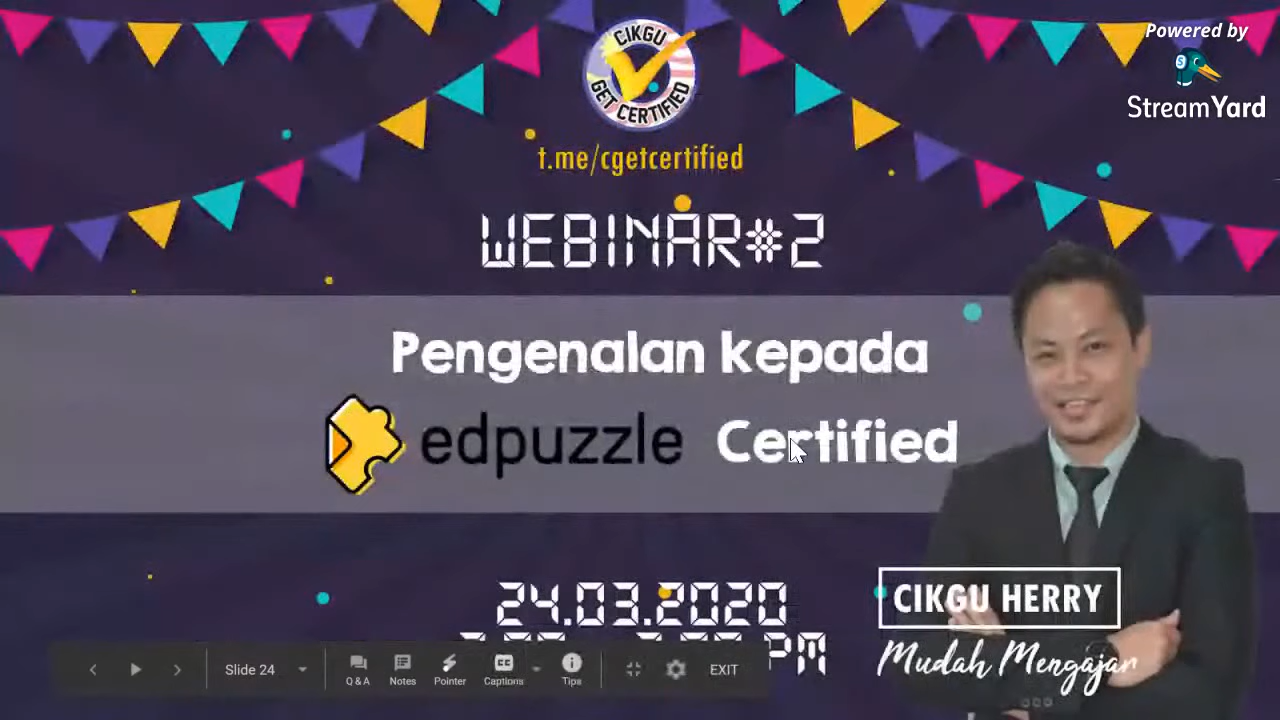 Powered by
StreamYard
CIKGU
GET CERTIFIED
t.me/cgetcertified
WEBINAR#2
Pengenalan kepada
edpuzzle Certified
24.03.2020
PM
CIKGU HERRY
Mudah Mengajar
Slide 24
Q & A
Notes
Pointer
Captions
Tips
EXIT